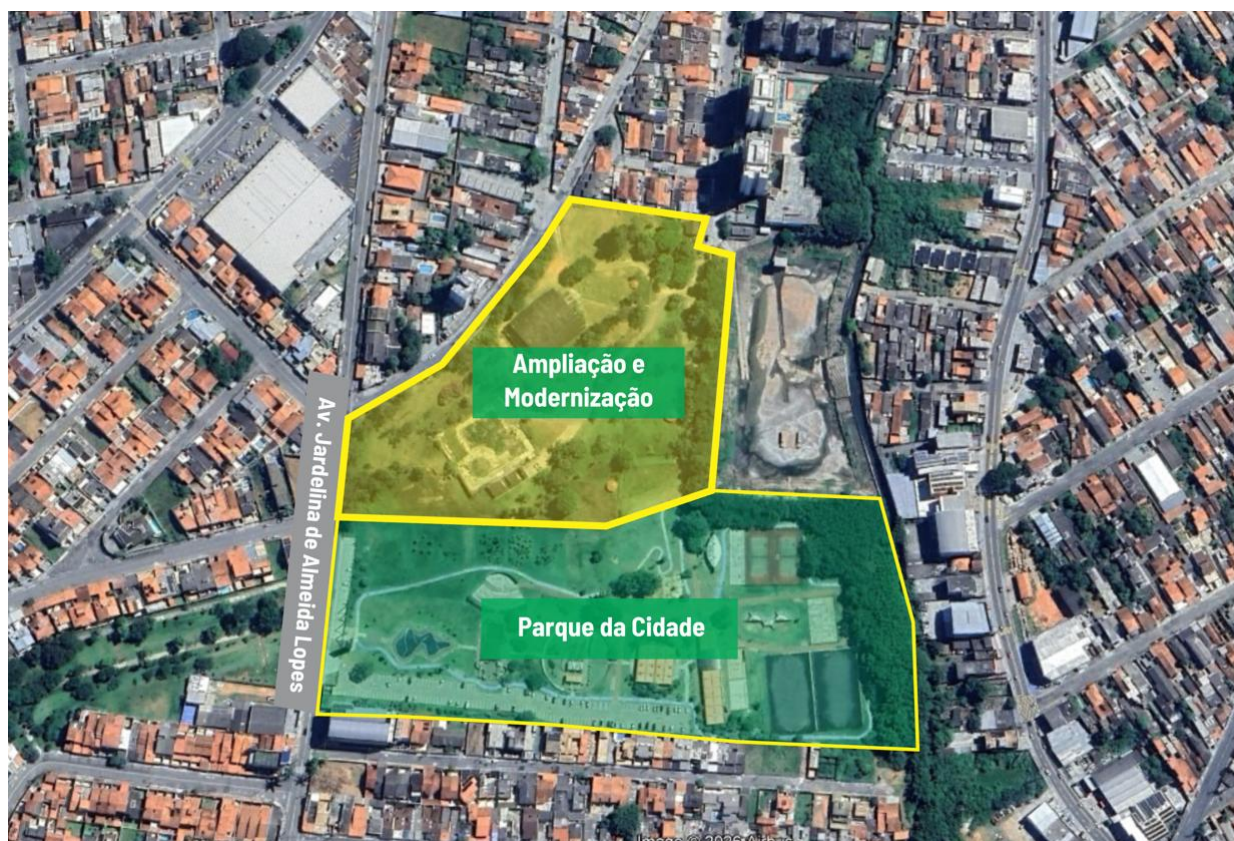 Ampliação e
Modernização
Av. Jardelina de Almeida Lopes
Parque da Cidade